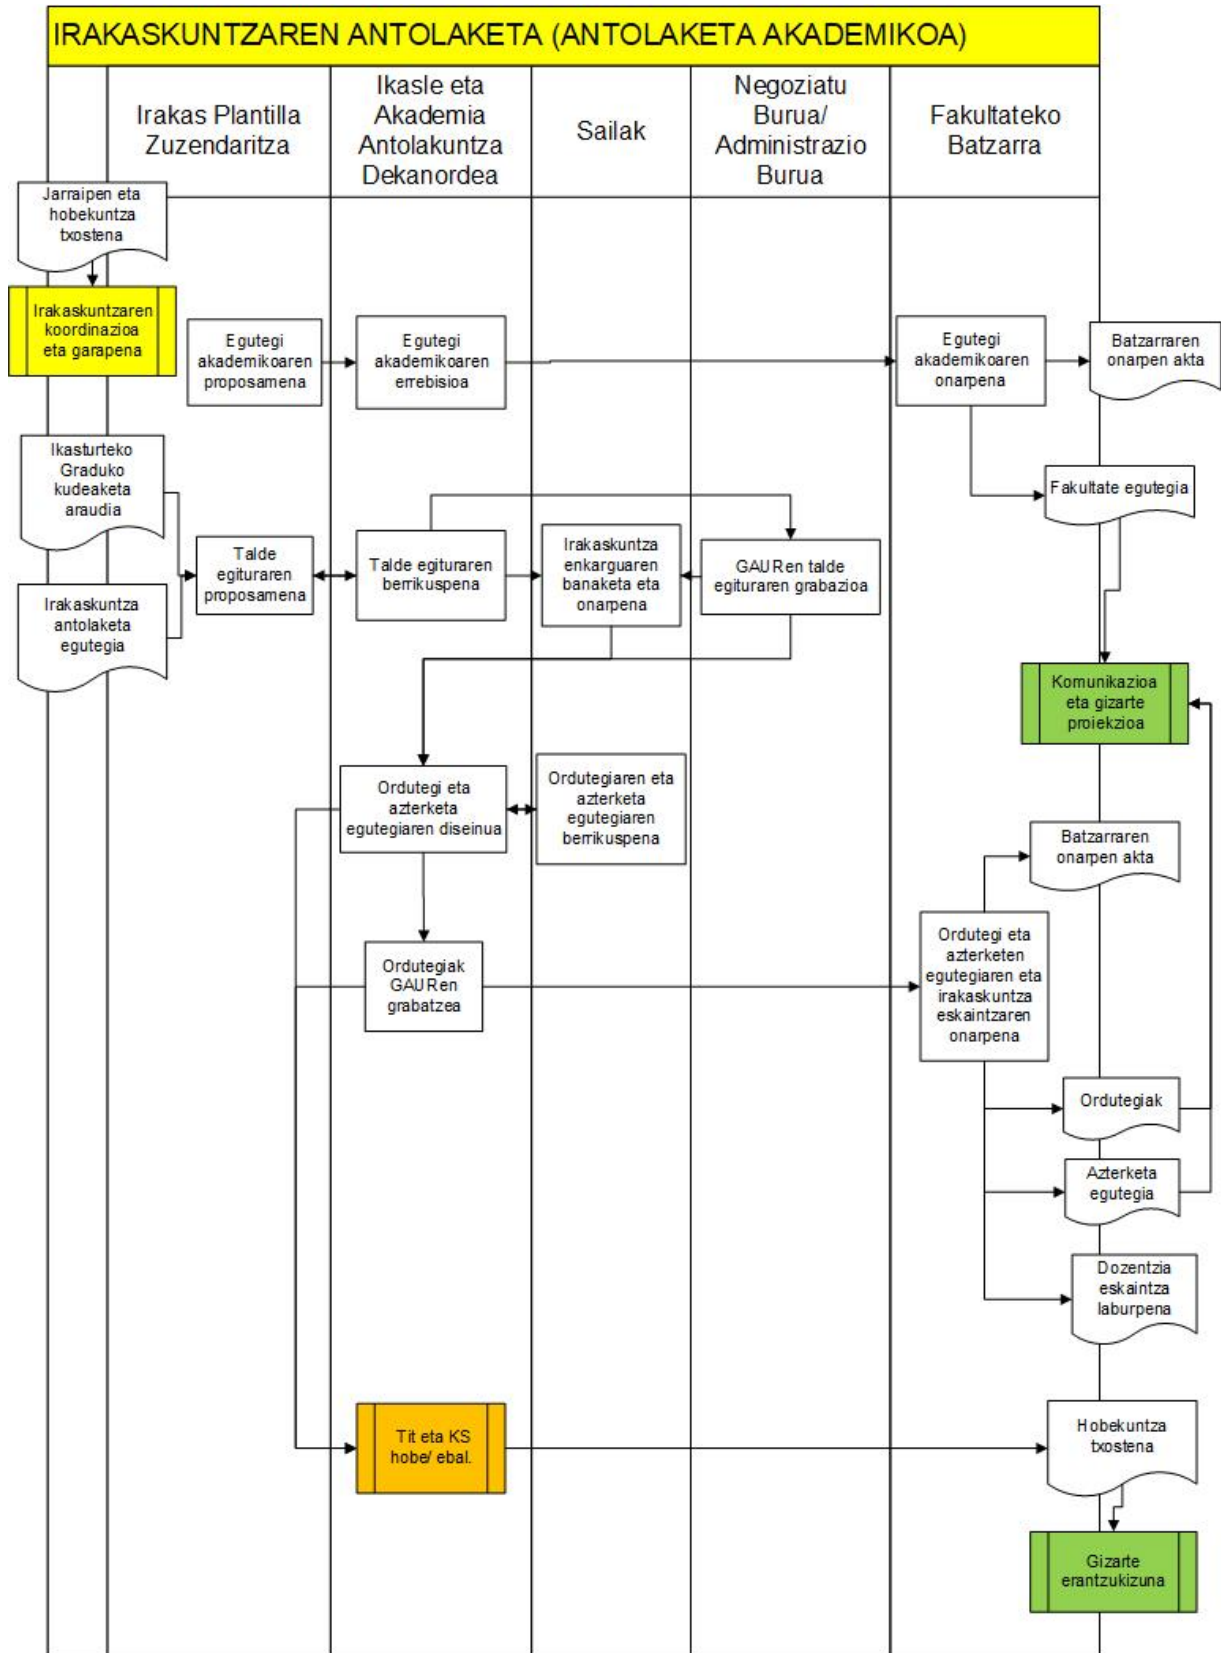 IRAKASKUNTZAREN ANTOLAKETA (ANTOLAKETA AKADEMIKOA)
Irakas Plantilla
Zuzendaritza
Ikasle eta
Akademia
Antolakuntza
Dekanordea
Sailak
Negoziatu
Burua/
Administrazio
Burua
Fakultateko
Batzarra
Jarraipen eta
hobekuntza
txostena
Irakaskuntzaren
koordinazioa
eta garapena
Egutegi
akademikoaren
proposamena
Egutegi
akademikoaren
errebisioa
Egutegi
akademikoaren
onarpena
Batzarraren
onarpen akta
Ikasturteko
Graduko
kudeaketa
araudia
Fakultate egutegia
Talde
egituraren
proposamena
Talde egituraren
berrikuspena
Irakaskuntza
enkarguaren
banaketa eta
onarpena
GAURen talde
egituraren grabazioa
Irakaskuntza
antolaketa
egutegia
Komunikazioa
eta gizarte
proiekzioa
Ordutegi eta
azterketa
egutegiaren diseinua
Ordutegiaren eta
azterketa
egutegiaren
berrikuspena
Batzarraren
onarpen akta
Ordutegiak
GAURen
grabatzea
Ordutegi eta
azterketen
egutegiaren eta
irakaskuntza
eskaintzaren
onarpena
Ordutegiak
Azterketa
egutegia
Dozentzia
eskaintza
laburpena
Tit eta KS
hobe/ ebal.
Hobekuntza
txostena
Gizarte
erantzukizuna